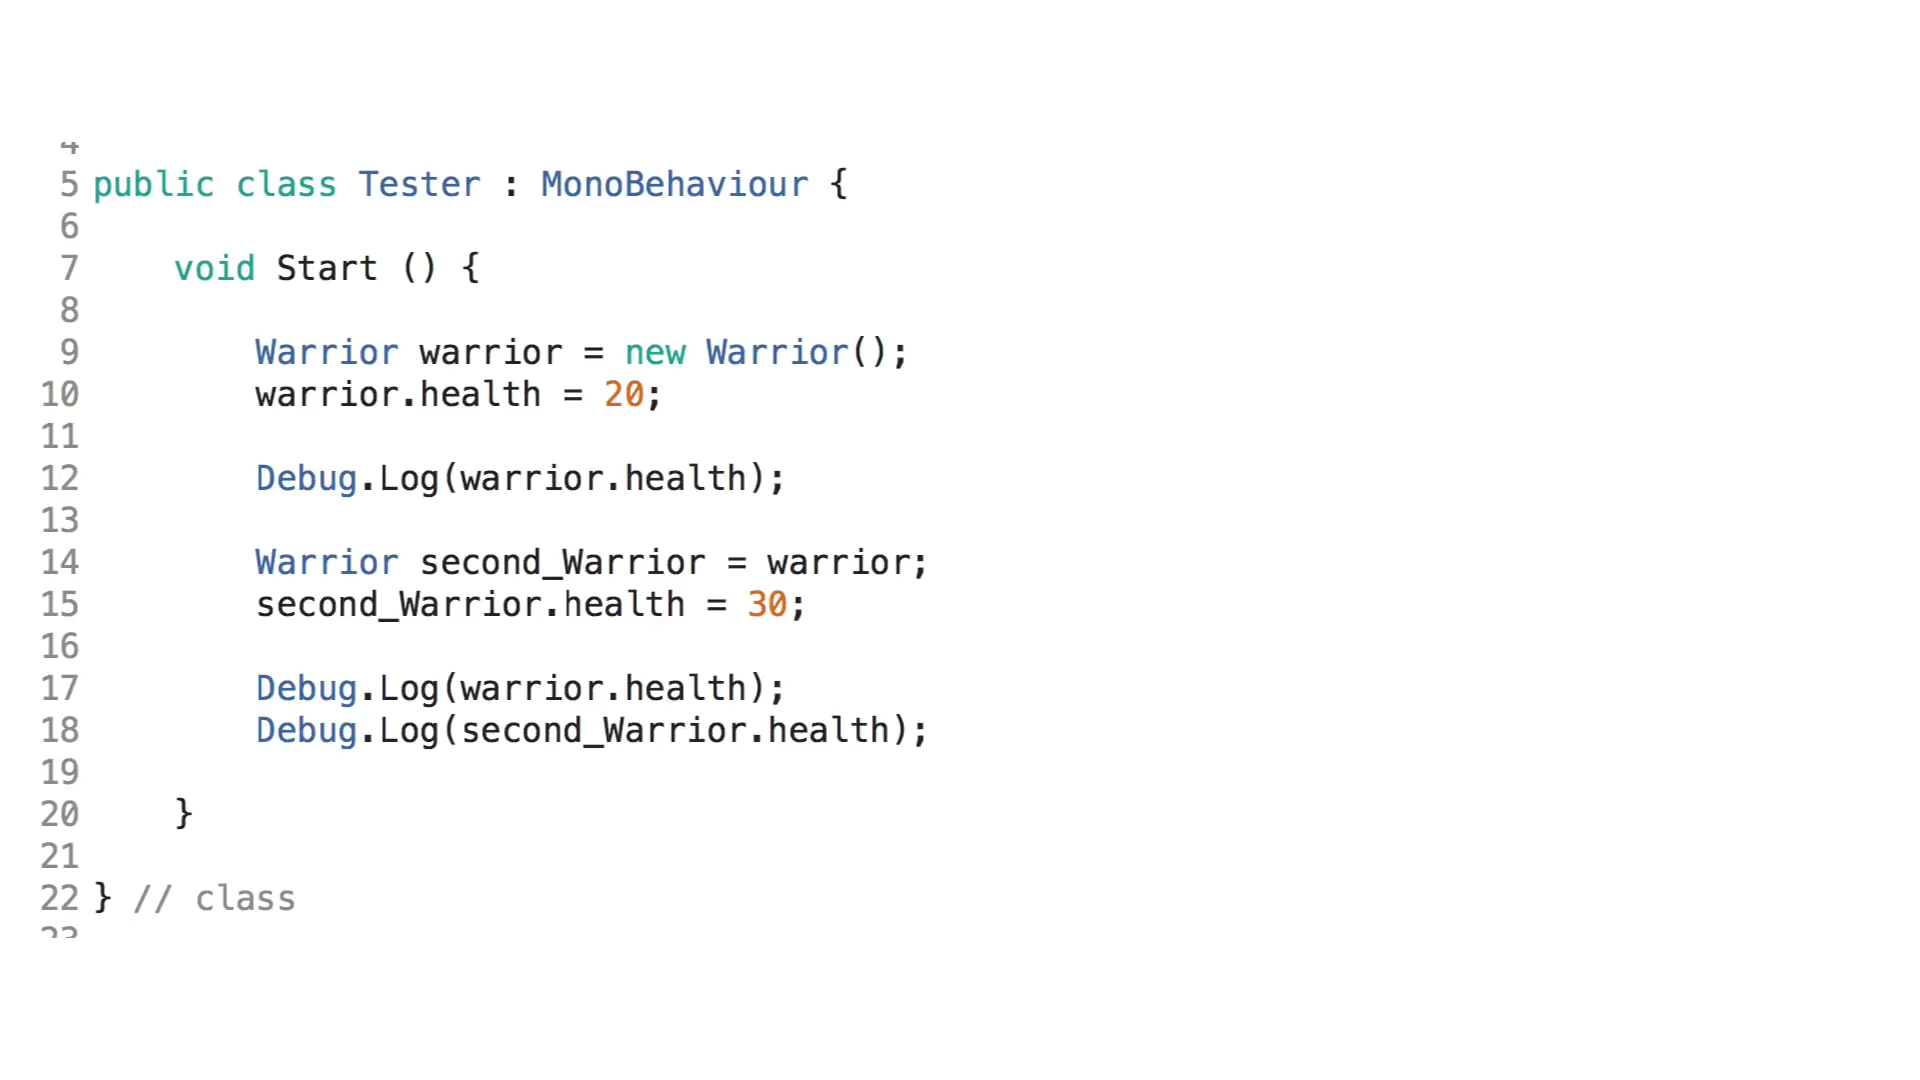 4
5 public class Tester : MonoBehaviour {
6
7     void Start () {
8
9         Warrior warrior = new Warrior();
10         warrior.health = 20;
11
12         Debug.Log(warrior.health);
13
14         Warrior second_Warrior = warrior;
15         second_Warrior.health = 30;
16
17         Debug.Log(warrior.health);
18         Debug.Log(second_Warrior.health);
19
20     }
21
22 } // class
23